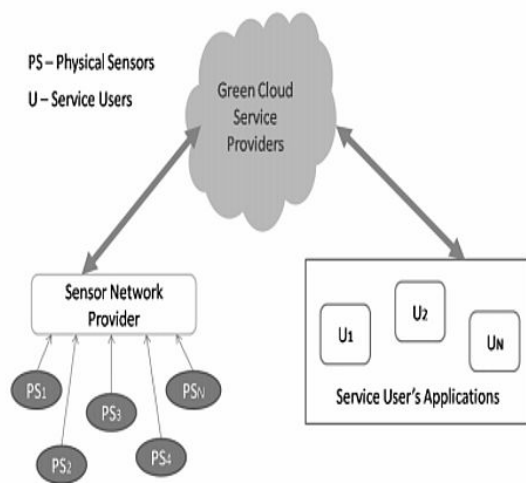 PS – Physical Sensors
U – Service Users
Green Cloud
Service
Providers
Sensor Network
Provider
PS1
PS2
PS3
PS4
PSN
U1
U2
UN
Service User's Applications